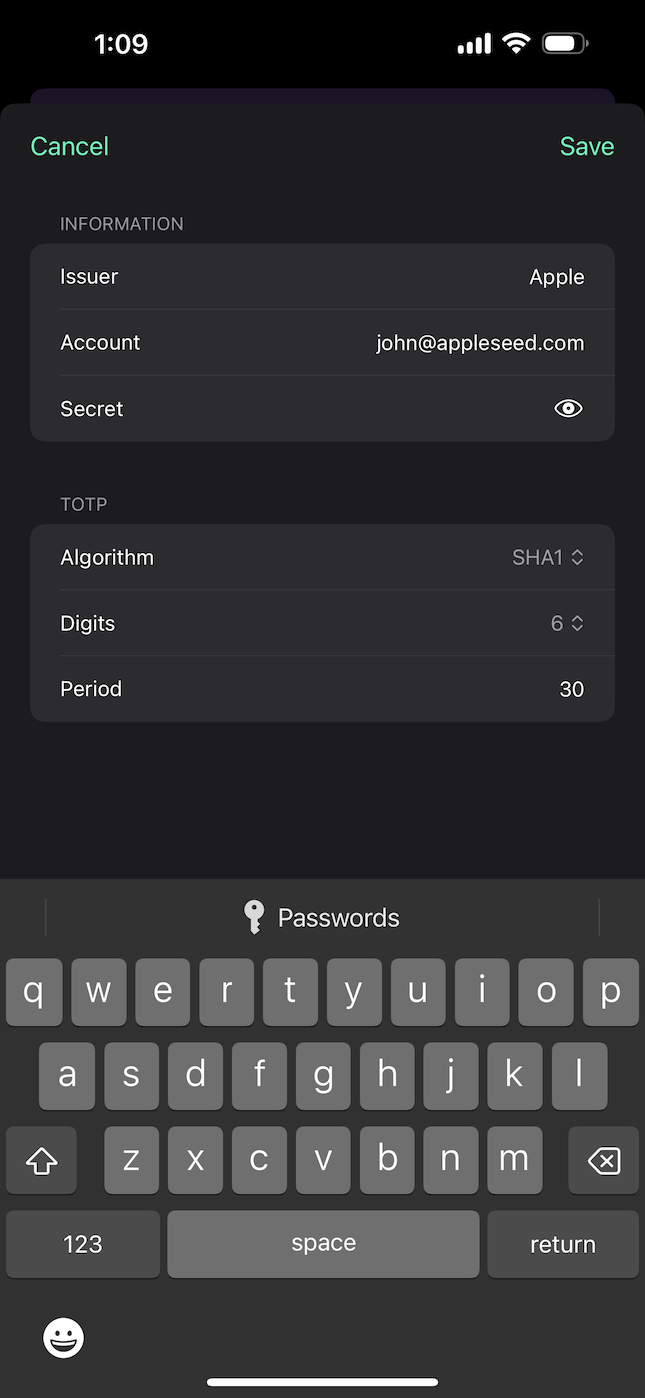 1:09
Cancel Save
INFORMATION
Issuer Apple
Account john@appleseed.com
Secret
TOTP
Algorithm SHA1
Digits 6
Period 30
Passwords
q w e r t y u i o p
a s d f g h j k l
z x c v b n m
123 space return